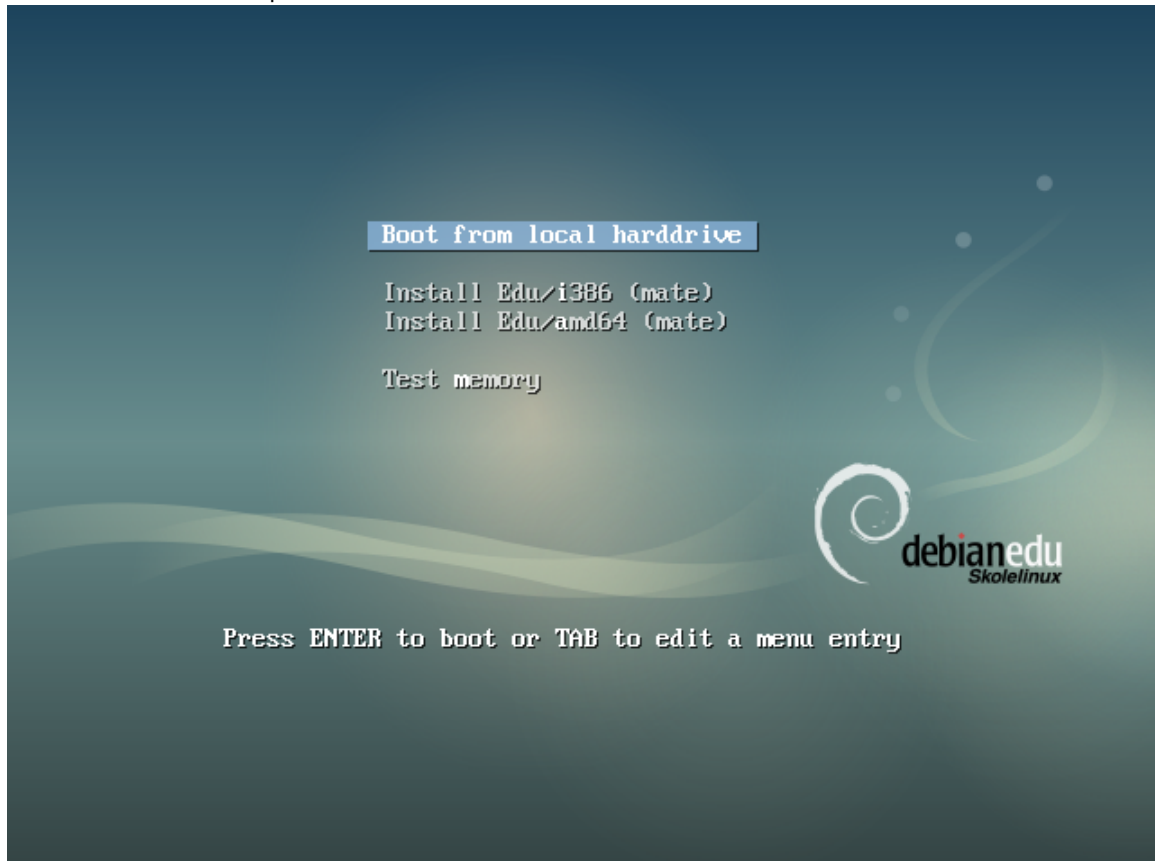 Boot from local harddrive
Install Edu/i386 (mate)
Install Edu/amd64 (mate)
Test memory
debianedu
Skolelinux
Press ENTER to boot or TAB to edit a menu entry